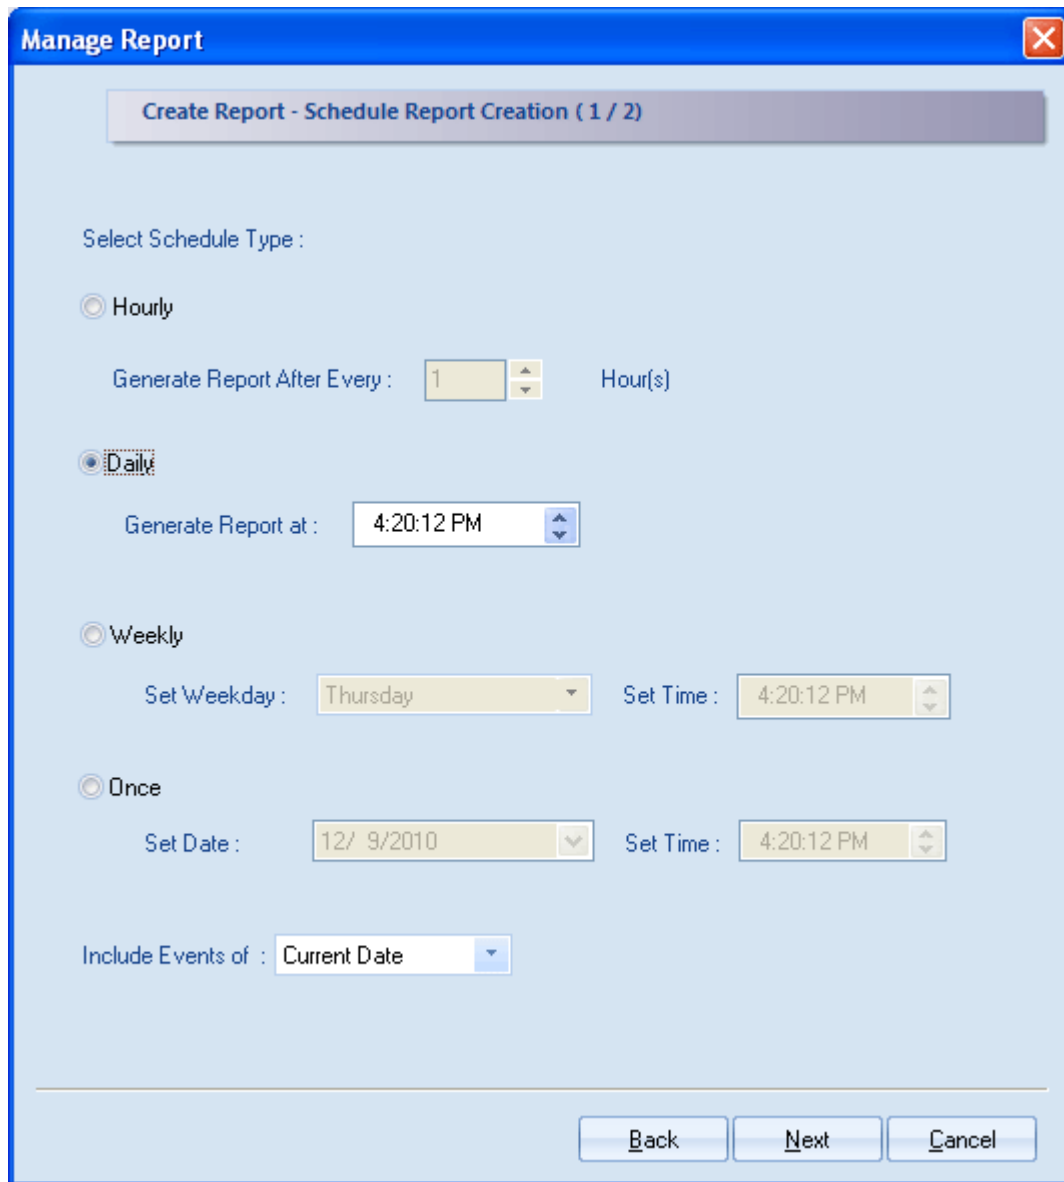 Manage Report
Create Report - Schedule Report Creation ( 1 / 2)
Select Schedule Type :
Hourly
Generate Report After Every : 1 Hour(s)
Daily
Generate Report at : 4:20:12 PM
Weekly
Set Weekday : Thursday Set Time : 4:20:12 PM
Once
Set Date : 12/ 9/2010 Set Time : 4:20:12 PM
Include Events of : Current Date
Back Next Cancel